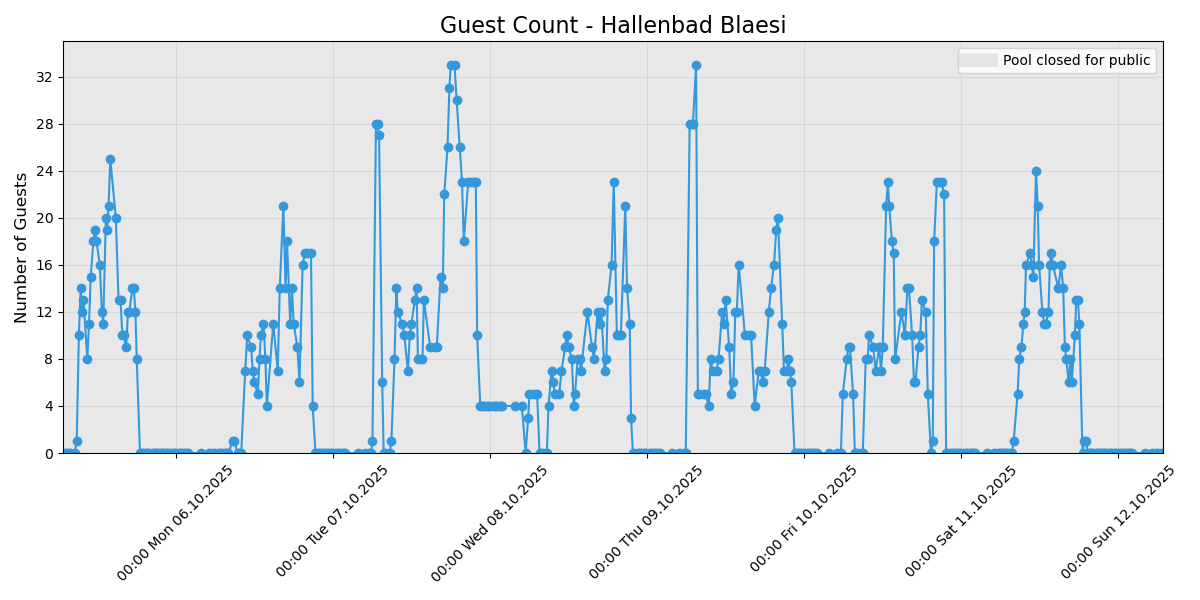 Guest Count - Hallenbad Blaesi
Pool closed for public
Number of Guests
32
28
24
20
16
12
8
4
0
00:00 Mon 06.10.2025
00:00 Tue 07.10.2025
00:00 Wed 08.10.2025
00:00 Thu 09.10.2025
00:00 Fri 10.10.2025
00:00 Sat 11.10.2025
00:00 Sun 12.10.2025